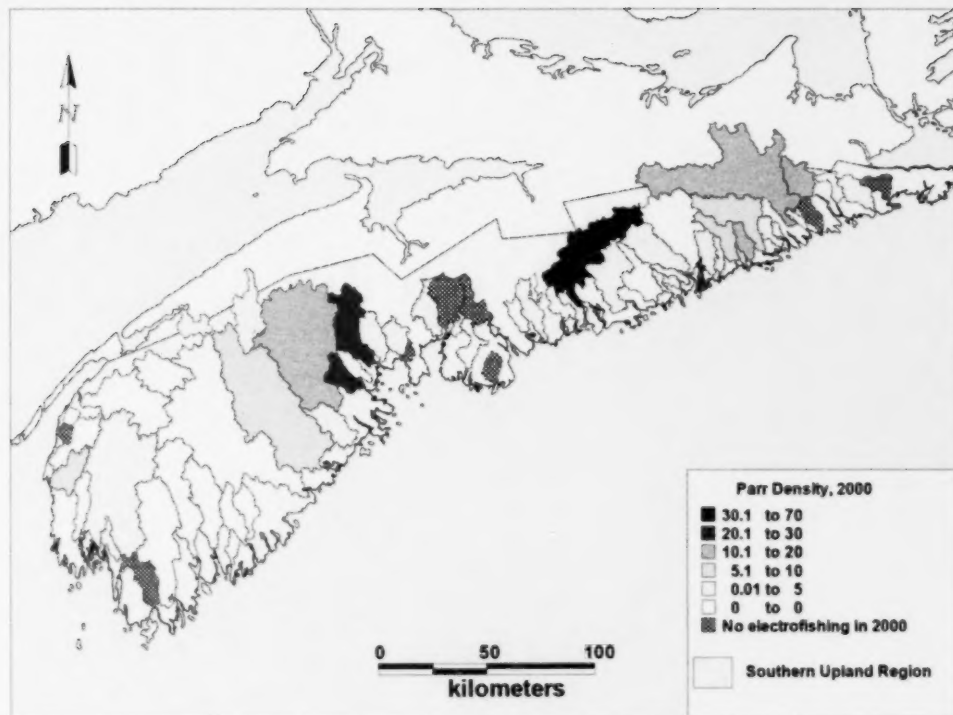 N
Parr Density, 2000
30.1 to 70
20.1 to 30
10.1 to 20
5.1 to 10
0.01 to 5
0 to 0
No electrofishing in 2000
Southern Upland Region
0 50 100
kilometers